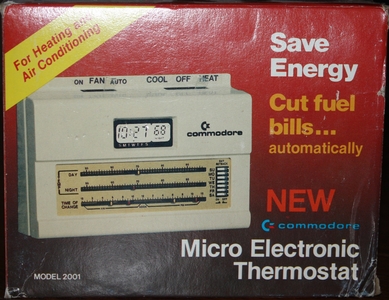 For Heating and
Air Conditioning
Save
Energy
Cut fuel
bills...
automatically
ON FAN AUTO
COOL OFF HEAT
10:27 68
SMTWTFS
commodore
DAY
NIGHT
TIME OF
CHANGE
NEW
commodore
Micro Electronic
Thermostat
MODEL 2001